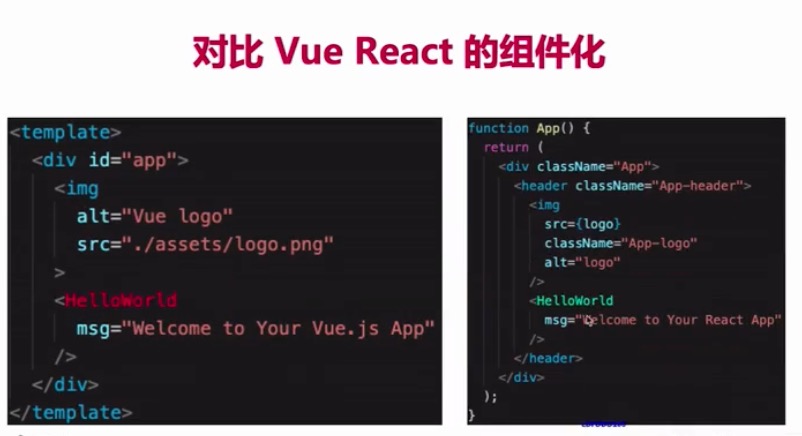 对比 Vue React 的组件化
<template>
<div id="app">
<img
alt="Vue logo"
src="./assets/logo.png"
>
<HelloWorld
msg="Welcome to Your Vue.js App"
/>
</div>
</template>
function App() {
return (
<div className="App">
<header className="App-header">
<img
src={logo}
className="App-logo"
alt="logo"
/>
<HelloWorld
msg="Welcome to Your React App"
/>
</header>
</div>
);
}